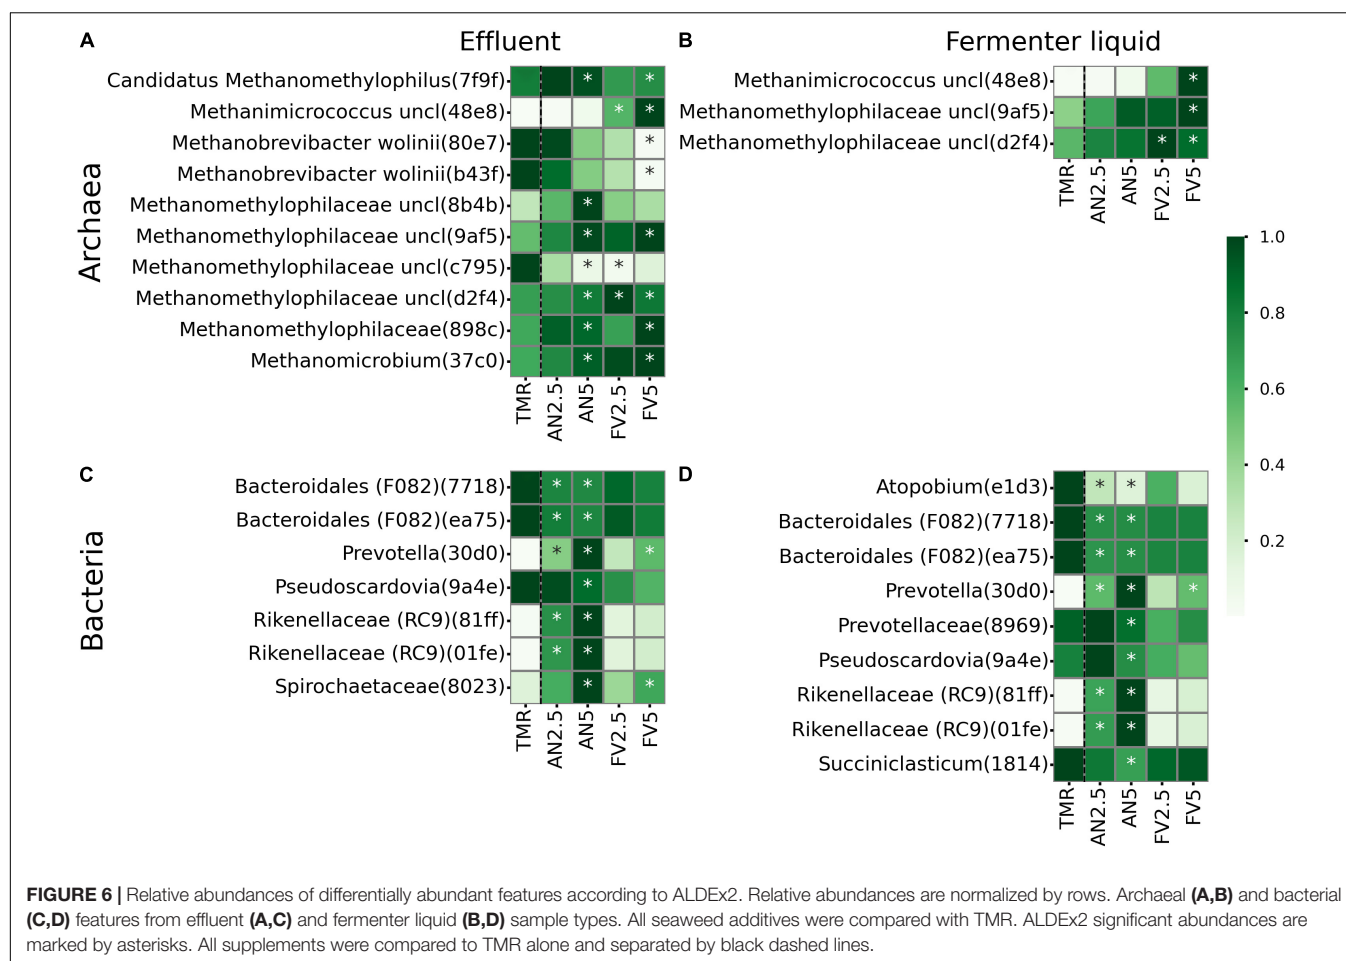 A
Effluent
Archaea
Candidatus Methanomethylophilus(7f9f)
*
*
Methanimicrococcus uncl(48e8)
*
*
Methanobrevibacter wolinii(80e7)
*
Methanobrevibacter wolinii(b43f)
*
Methanomethylophilaceae uncl(8b4b)
*
Methanomethylophilaceae uncl(9af5)
*
*
Methanomethylophilaceae uncl(c795)
*
*
Methanomethylophilaceae uncl(d2f4)
*
*
*
Methanomethylophilaceae(898c)
*
*
Methanomicrobium(37c0)
*
*
TMR
AN2.5
AN5
FV2.5
FV5
B
Fermenter liquid
Methanimicrococcus uncl(48e8)
*
Methanomethylophilaceae uncl(9af5)
*
Methanomethylophilaceae uncl(d2f4)
*
*
TMR
AN2.5
AN5
FV2.5
FV5
1.0
0.8
0.6
0.4
0.2
C
Bacteria
Bacteroidales (F082)(7718)
*
*
Bacteroidales (F082)(ea75)
*
*
Prevotella(30d0)
*
*
*
Pseudoscardovia(9a4e)
*
Rikenellaceae (RC9)(81ff)
*
*
Rikenellaceae (RC9)(01fe)
*
*
Spirochaetaceae(8023)
*
*
TMR
AN2.5
AN5
FV2.5
FV5
D
Atopobium(e1d3)
*
*
Bacteroidales (F082)(7718)
*
*
Bacteroidales (F082)(ea75)
*
*
Prevotella(30d0)
*
*
*
Prevotellaceae(8969)
*
Pseudoscardovia(9a4e)
*
Rikenellaceae (RC9)(81ff)
*
*
Rikenellaceae (RC9)(01fe)
*
*
Succiniclasticum(1814)
*
TMR
AN2.5
AN5
FV2.5
FV5
FIGURE 6 | Relative abundances of differentially abundant features according to ALDEx2. Relative abundances are normalized by rows. Archaeal (A,B) and bacterial
(C,D) features from effluent (A,C) and fermenter liquid (B,D) sample types. All seaweed additives were compared with TMR. ALDEx2 significant abundances are
marked by asterisks. All supplements were compared to TMR alone and separated by black dashed lines.